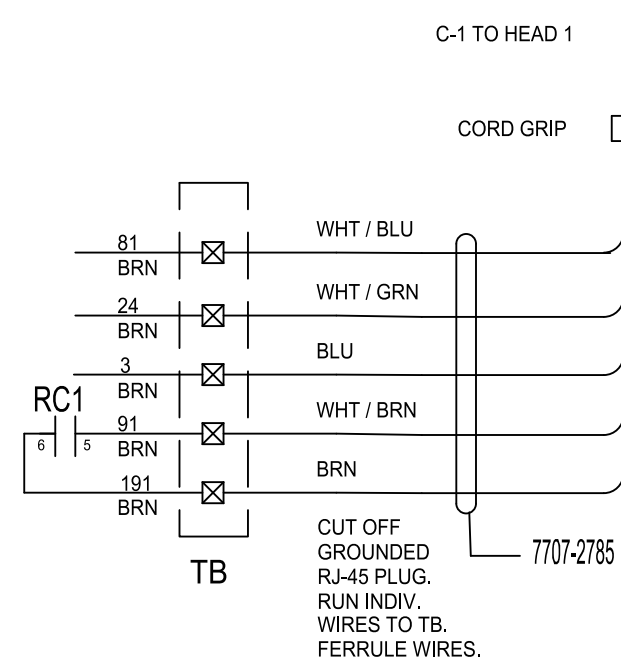 C-1 TO HEAD 1
CORD GRIP
81
BRN
WHT / BLU
24
BRN
WHT / GRN
3
BRN
BLU
RC1
6
5
91
BRN
WHT / BRN
191
BRN
BRN
TB
CUT OFF
GROUNDED
RJ-45 PLUG.
RUN INDIV.
WIRES TO TB.
FERRULE WIRES.
7707-2785